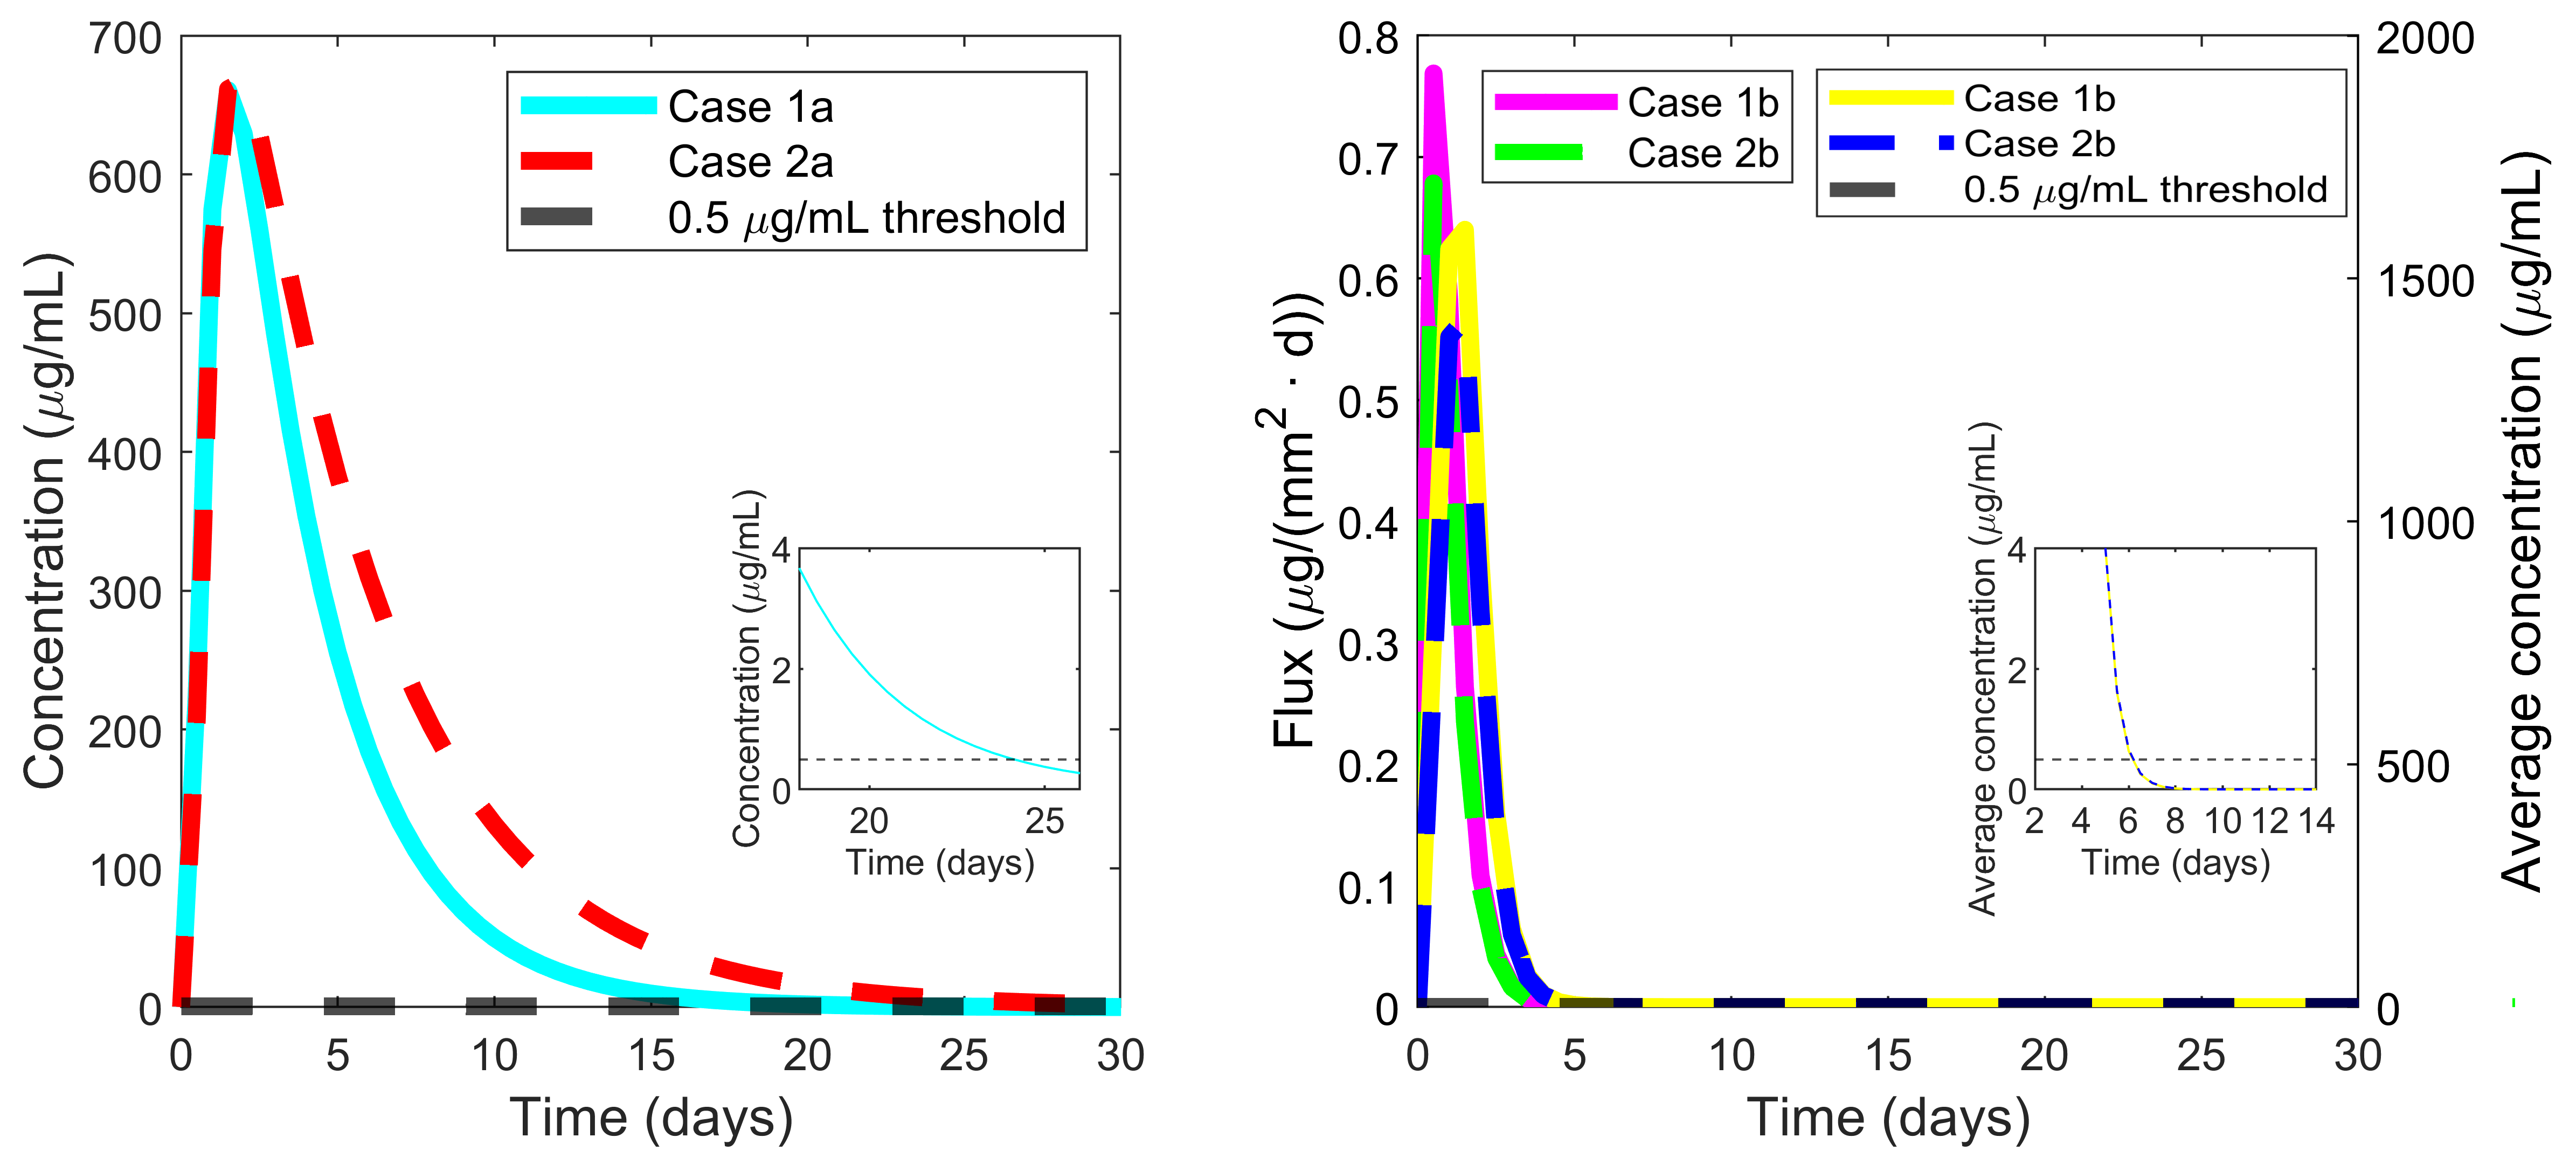 700
600
500
400
300
200
100
0
0 5 10 15 20 25 30
Concentration (μg/mL)
Time (days)
Case 1a
Case 2a
0.5 μg/mL threshold
4
2
0
20 25
Concentration (μg/mL)
Time (days)
0.8
0.7
0.6
0.5
0.4
0.3
0.2
0.1
0
0 5 10 15 20 25 30
Flux (μg/(mm² · d))
Time (days)
Case 1b
Case 2b
Case 1b
Case 2b
0.5 μg/mL threshold
4
2
0
2 4 6 8 10 12 14
Average concentration (μg/mL)
Time (days)
2000
1500
1000
500
0
Average concentration (μg/mL)